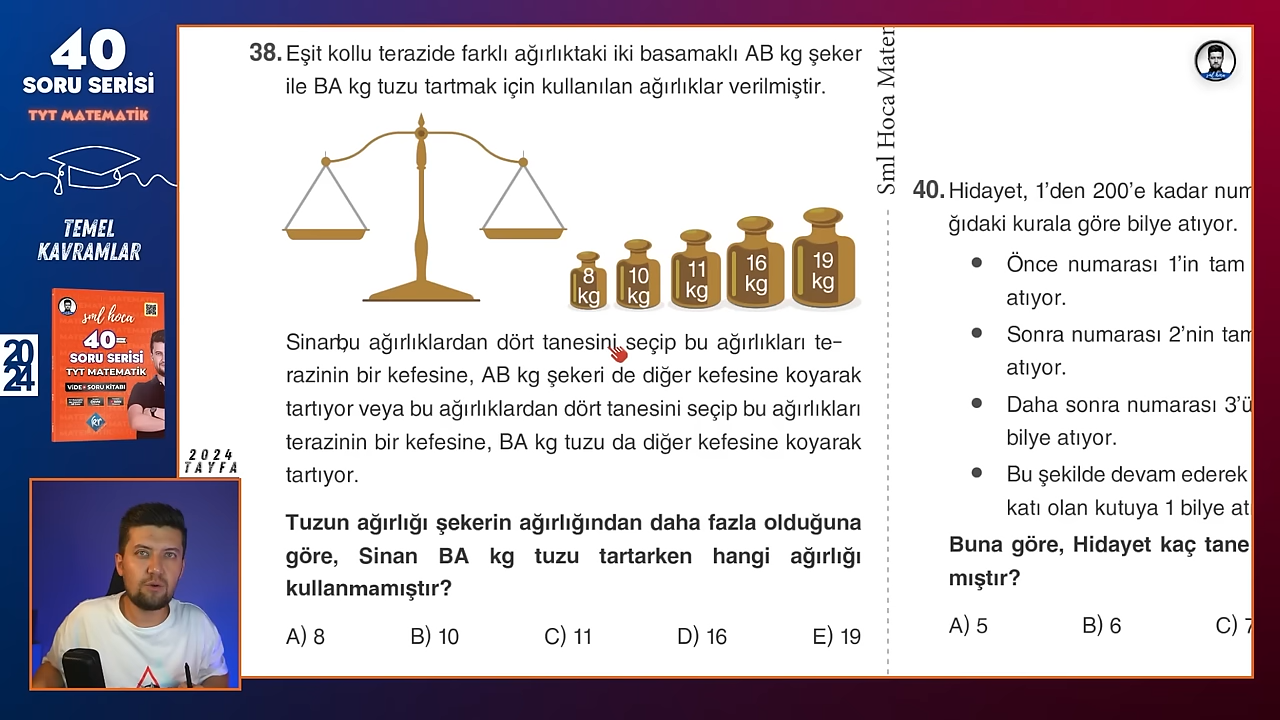 40
SORU SERİSİ
TYT MATEMATİK
TEMEL
KAVRAMLAR
sml hoca
40=
SORU SERİSİ
TYT MATEMATİK
2024
2024
TAYFA
38. Eşit kollu terazide farklı ağırlıktaki iki basamaklı AB kg şeker
ile BA kg tuzu tartmak için kullanılan ağırlıklar verilmiştir.
8
kg
10
kg
11
kg
16
kg
19
kg
Sinan, bu ağırlıklardan dört tanesini seçip bu ağırlıkları te-
razinin bir kefesine, AB kg şekeri de diğer kefesine koyarak
tartıyor veya bu ağırlıklardan dört tanesini seçip bu ağırlıkları
terazinin bir kefesine, BA kg tuzu da diğer kefesine koyarak
tartıyor.
Tuzun ağırlığı şekerin ağırlığından daha fazla olduğuna
göre, Sinan BA kg tuzu tartarken hangi ağırlığı
kullanmamıştır?
A) 8 B) 10 C) 11 D) 16 E) 19
Sml Hoca Mater
40. Hidayet, 1'den 200'e kadar num
ğıdaki kurala göre bilye atıyor.
• Önce numarası 1'in tam
atıyor.
• Sonra numarası 2'nin tam
atıyor.
• Daha sonra numarası 3'ü
bilye atıyor.
• Bu şekilde devam ederek
katı olan kutuya 1 bilye at
Buna göre, Hidayet kaç tane
mıştır?
A) 5 B) 6 C) 7